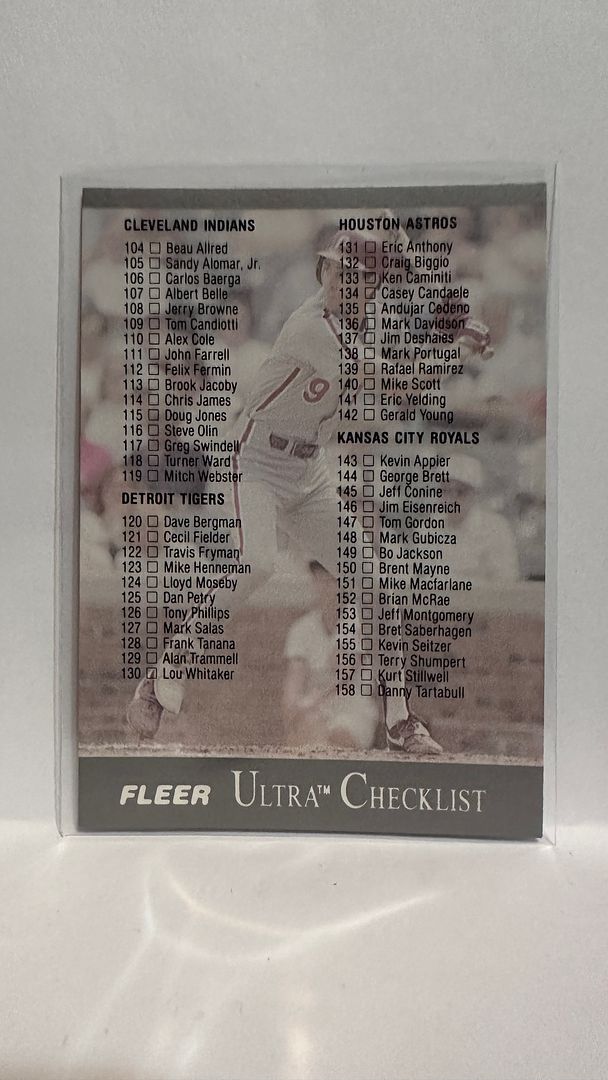 CLEVELAND INDIANS
104 □ Beau Allred
105 □ Sandy Alomar, Jr.
106 □ Carlos Baerga
107 □ Albert Belle
108 □ Jerry Browne
109 □ Tom Candiotti
110 □ Alex Cole
111 □ John Farrell
112 □ Felix Fermin
113 □ Brook Jacoby
114 □ Chris James
115 □ Doug Jones
116 □ Steve Olin
117 □ Greg Swindell
118 □ Turner Ward
119 □ Mitch Webster
DETROIT TIGERS
120 □ Dave Bergman
121 □ Cecil Fielder
122 □ Travis Fryman
123 □ Mike Henneman
124 □ Lloyd Moseby
125 □ Dan Petry
126 □ Tony Phillips
127 □ Mark Salas
128 □ Frank Tanana
129 □ Alan Trammell
130 □ Lou Whitaker
HOUSTON ASTROS
131 □ Eric Anthony
132 □ Craig Biggio
133 □ Ken Caminiti
134 □ Casey Candaele
135 □ Andujar Cedeno
136 □ Mark Davidson
137 □ Jim Deshaies
138 □ Mark Portugal
139 □ Rafael Ramirez
140 □ Mike Scott
141 □ Eric Yelding
142 □ Gerald Young
KANSAS CITY ROYALS
143 □ Kevin Appier
144 □ George Brett
145 □ Jeff Conine
146 □ Jim Eisenreich
147 □ Tom Gordon
148 □ Mark Gubicza
149 □ Bo Jackson
150 □ Brent Mayne
151 □ Mike Macfarlane
152 □ Brian McRae
153 □ Jeff Montgomery
154 □ Bret Saberhagen
155 □ Kevin Seitzer
156 □ Terry Shumpert
157 □ Kurt Stillwell
158 □ Danny Tartabull
9
FLEER ULTRA™ CHECKLIST